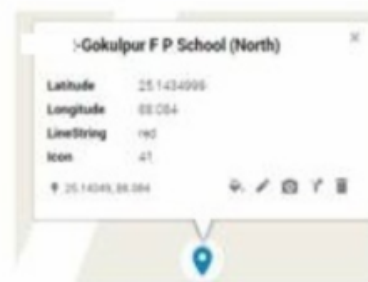 :-Gokulpur F P School (North)
Latitude 25.1434999
Longitude 88.084
LineString red
Icon 41
25.14349, 88.084